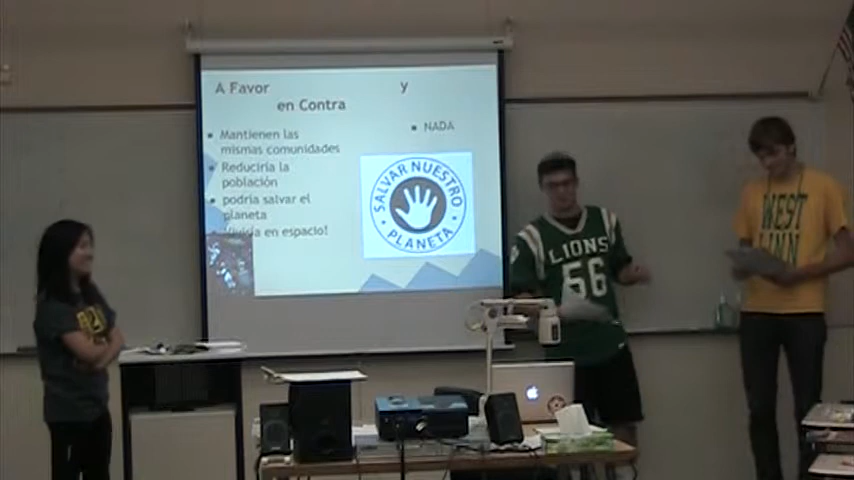 A Favor y
en Contra
Mantienen las
mismas comunidades
Reduciría la
población
podría salvar el
planeta
en espacio!
NADA
SALVAR NUESTRO
PLANETA
LIONS
56
WEST
LINN